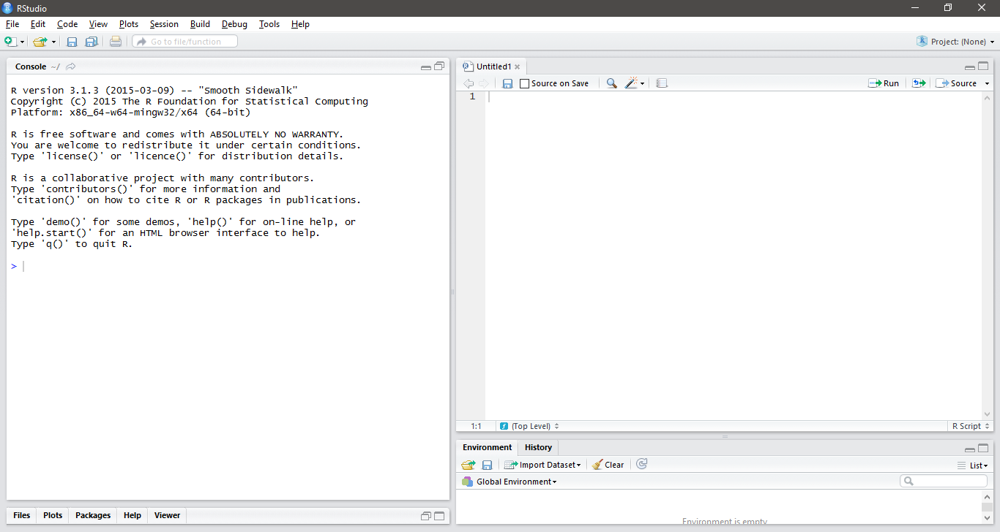 RStudio
File Edit Code View Plots Session Build Debug Tools Help
Go to file/function
Project: (None)
Console ~/
R version 3.1.3 (2015-03-09) -- "Smooth Sidewalk"
Copyright (C) 2015 The R Foundation for Statistical Computing
Platform: x86_64-w64-mingw32/x64 (64-bit)
R is free software and comes with ABSOLUTELY NO WARRANTY.
You are welcome to redistribute it under certain conditions.
Type 'license()' or 'licence()' for distribution details.
R is a collaborative project with many contributors.
Type 'contributors()' for more information and
'citation()' on how to cite R or R packages in publications.
Type 'demo()' for some demos, 'help()' for on-line help, or
'help.start()' for an HTML browser interface to help.
Type 'q()' to quit R.
>
Files Plots Packages Help Viewer
Untitled1
Source on Save Run Source
1
1:1 (Top Level) R Script
Environment History
Import Dataset Clear List
Global Environment
Environment is empty